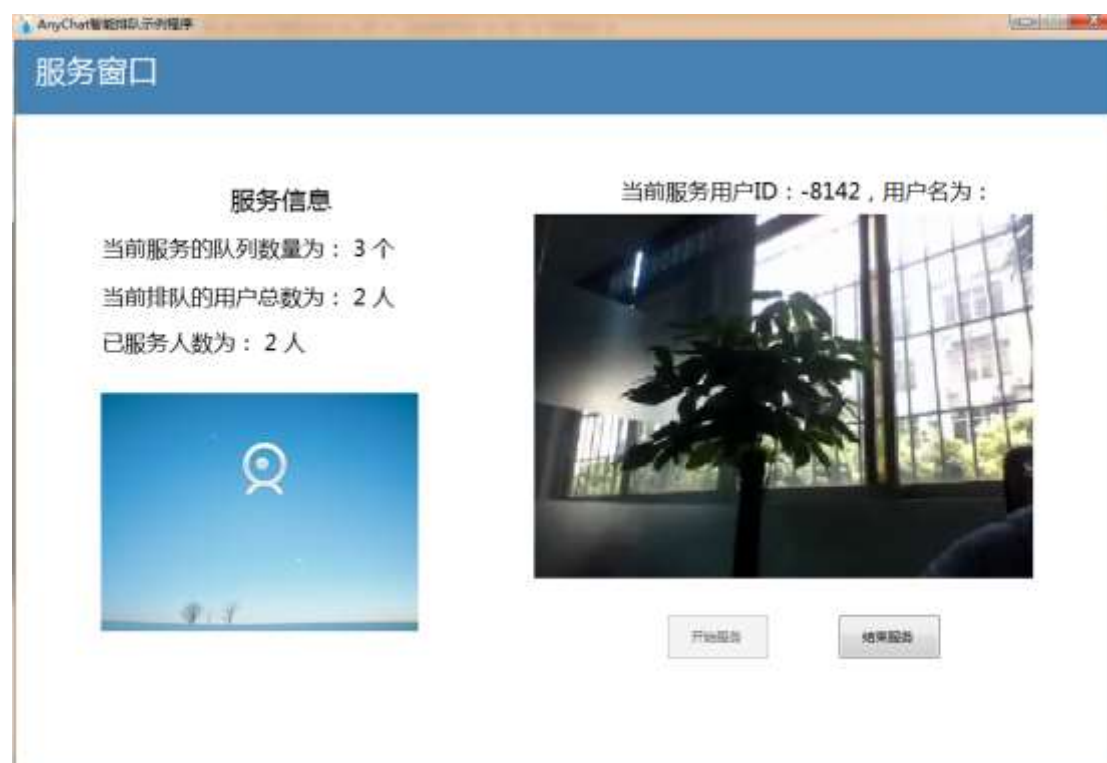 AnyChat智能排队示例程序
服务窗口
服务信息
当前服务的队列数量为： 3 个
当前排队的用户总数为： 2 人
已服务人数为： 2 人
当前服务用户ID：-8142，用户名为：
开始服务
结束服务